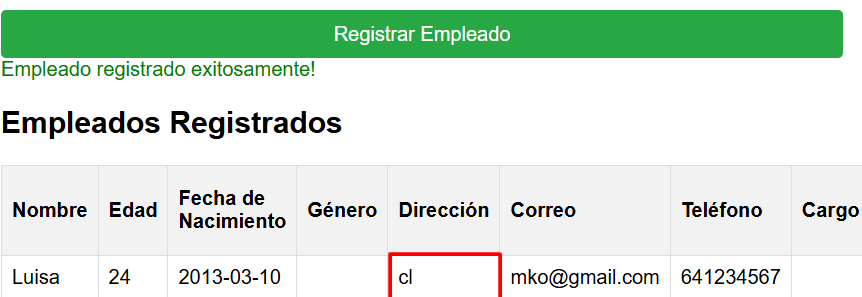 Registrar Empleado
Empleado registrado exitosamente!
Empleados Registrados
Nombre Edad Fecha de Nacimiento Género Dirección Correo Teléfono Cargo
Luisa 24 2013-03-10 cl mko@gmail.com 641234567